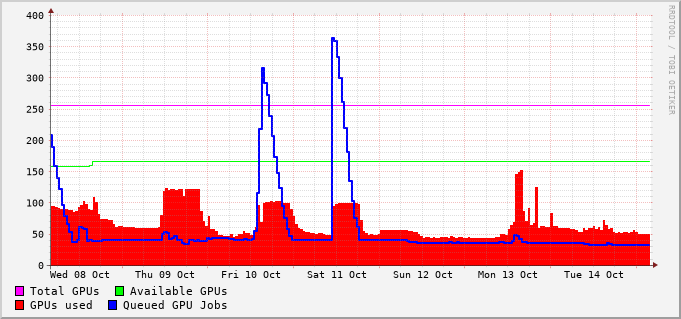 400
350
300
250
200
150
100
50
0
Wed 08 Oct Thu 09 Oct Fri 10 Oct Sat 11 Oct Sun 12 Oct Mon 13 Oct Tue 14 Oct
Total GPUs Available GPUs
GPUs used Queued GPU Jobs
RRDTOOL / TOBI OETIKER